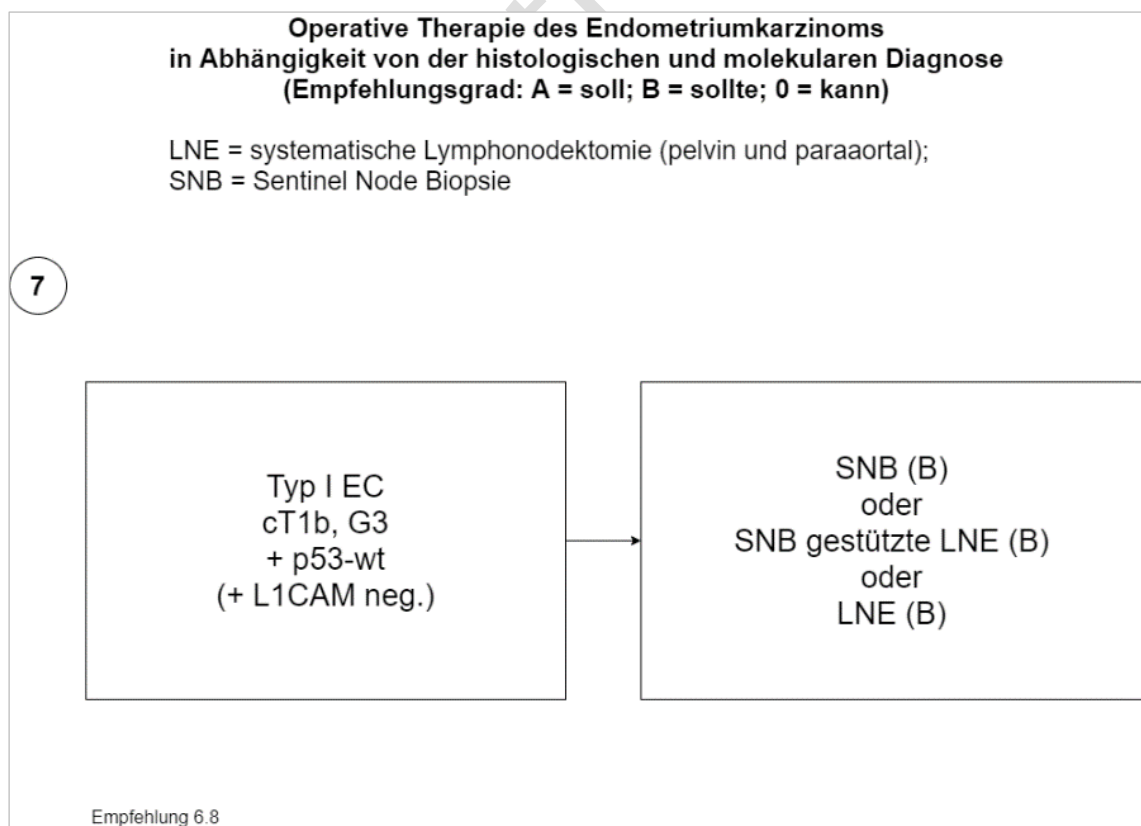 Operative Therapie des Endometriumkarzinoms
in Abhängigkeit von der histologischen und molekularen Diagnose
(Empfehlungsgrad: A = soll; B = sollte; 0 = kann)
LNE = systematische Lymphonodektomie (pelvin und paraaortal);
SNB = Sentinel Node Biopsie
7
Typ I EC
cT1b, G3
+ p53-wt
(+ L1CAM neg.)
SNB (B)
oder
SNB gestützte LNE (B)
oder
LNE (B)
Empfehlung 6.8